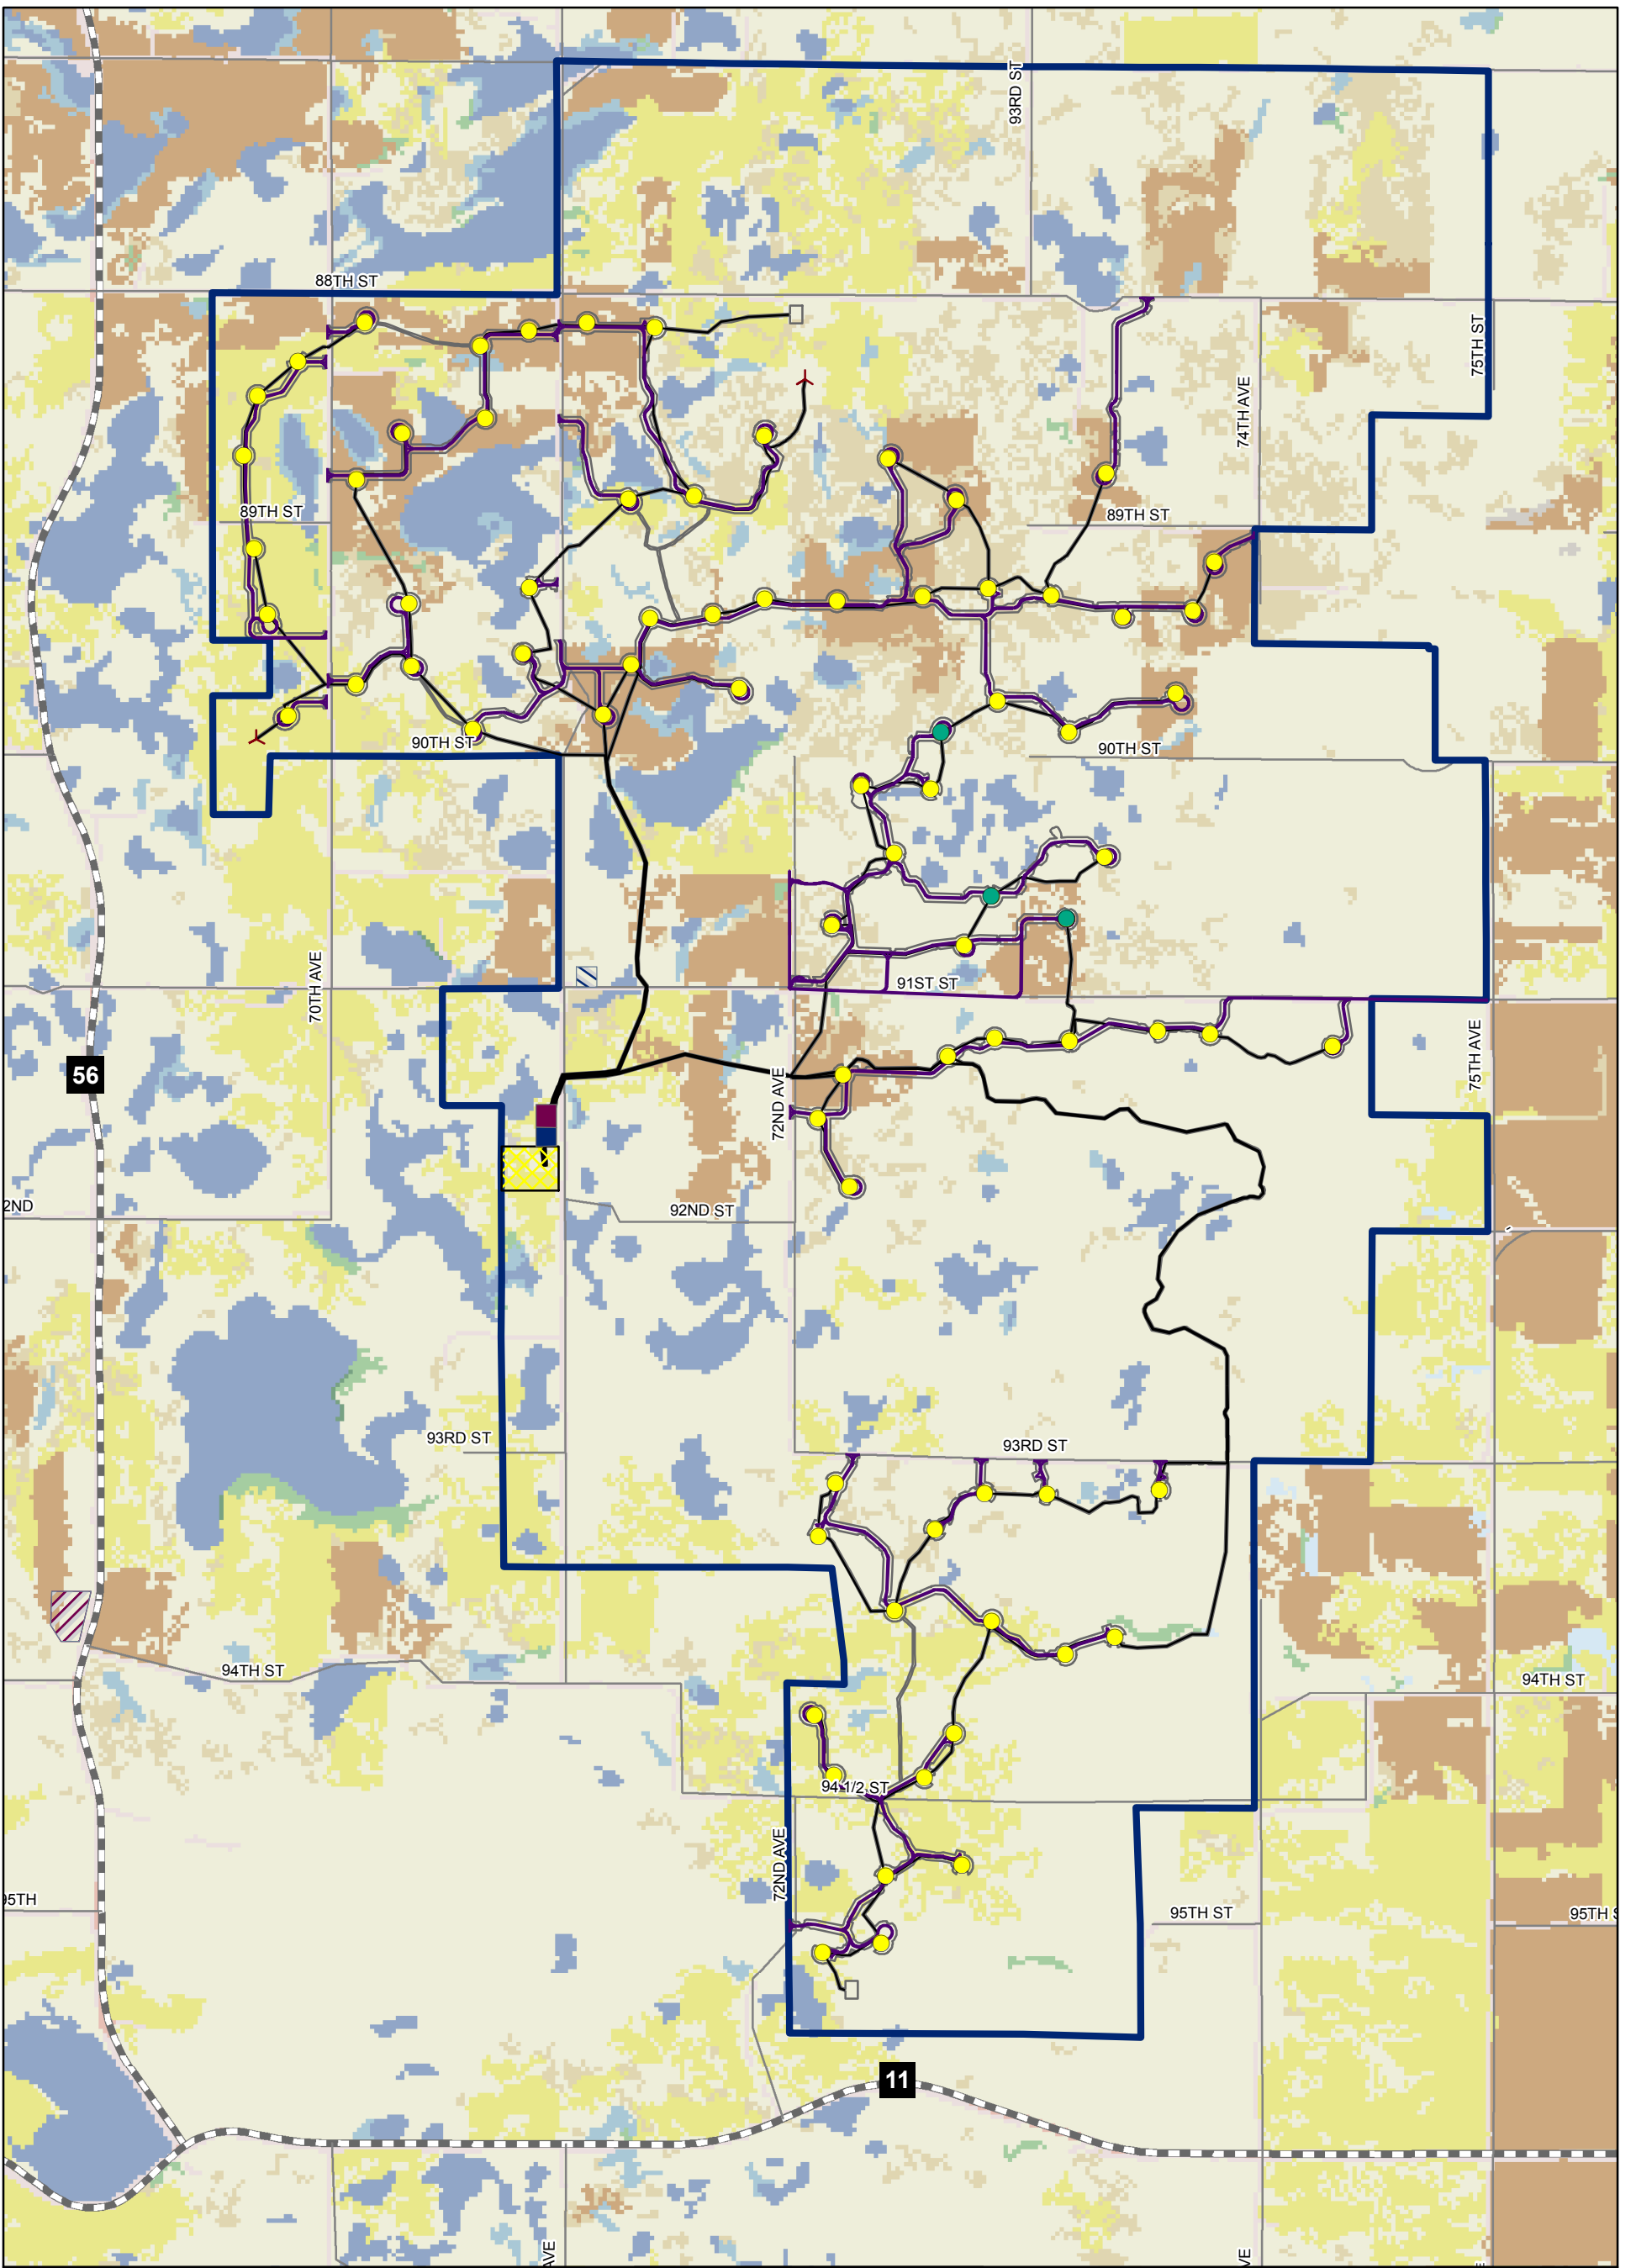 93RD ST
88TH ST
75TH ST
74TH AVE
89TH ST
89TH ST
90TH ST
90TH ST
70TH AVE
91ST ST
56
75TH AVE
72ND AVE
2ND
92ND ST
93RD ST
93RD ST
94TH ST
94TH ST
94 1/2 ST
72ND AVE
95TH
95TH ST
95TH S
11
AVE
VE